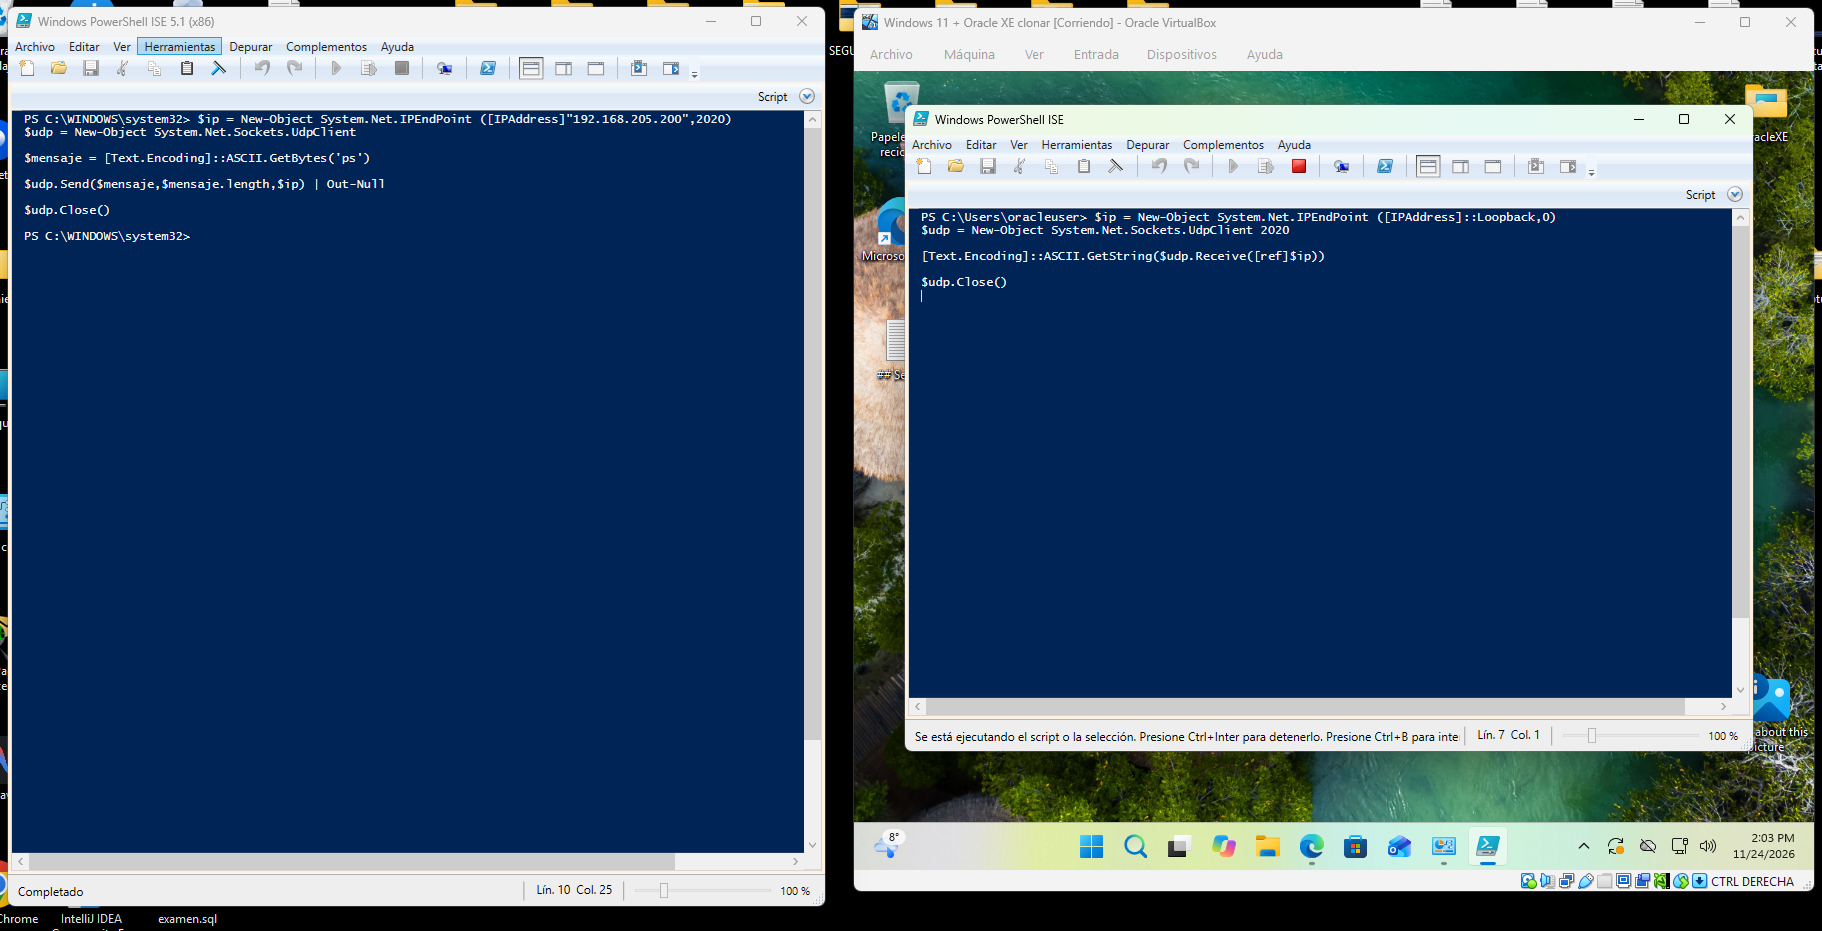 Windows PowerShell ISE 5.1 (x86)
Archivo Editar Ver Herramientas Depurar Complementos Ayuda
Script
PS C:\WINDOWS\system32> $ip = New-Object System.Net.IPEndPoint ([IPAddress]"192.168.205.200",2020)
$udp = New-Object System.Net.Sockets.UdpClient
$mensaje = [Text.Encoding]::ASCII.GetBytes('ps')
$udp.Send($mensaje,$mensaje.length,$ip) | Out-Null
$udp.Close()
PS C:\WINDOWS\system32>
Completado
Lín. 10 Col. 25
100 %
Chrome
IntelliJ IDEA
examen.sql
SEGU
Windows 11 + Oracle XE clonar [Corriendo] - Oracle VirtualBox
Archivo Máquina Ver Entrada Dispositivos Ayuda
Papele
recic
Microso
## Se
racleXE
Windows PowerShell ISE
Archivo Editar Ver Herramientas Depurar Complementos Ayuda
Script
PS C:\Users\oracleuser> $ip = New-Object System.Net.IPEndPoint ([IPAddress]::Loopback,0)
$udp = New-Object System.Net.Sockets.UdpClient 2020
[Text.Encoding]::ASCII.GetString($udp.Receive([ref]$ip))
$udp.Close()
Se está ejecutando el script o la selección. Presione Ctrl+Inter para detenerlo. Presione Ctrl+B para inte
Lín. 7 Col. 1
100 %
about this
picture
8°
2:03 PM
11/24/2026
CTRL DERECHA